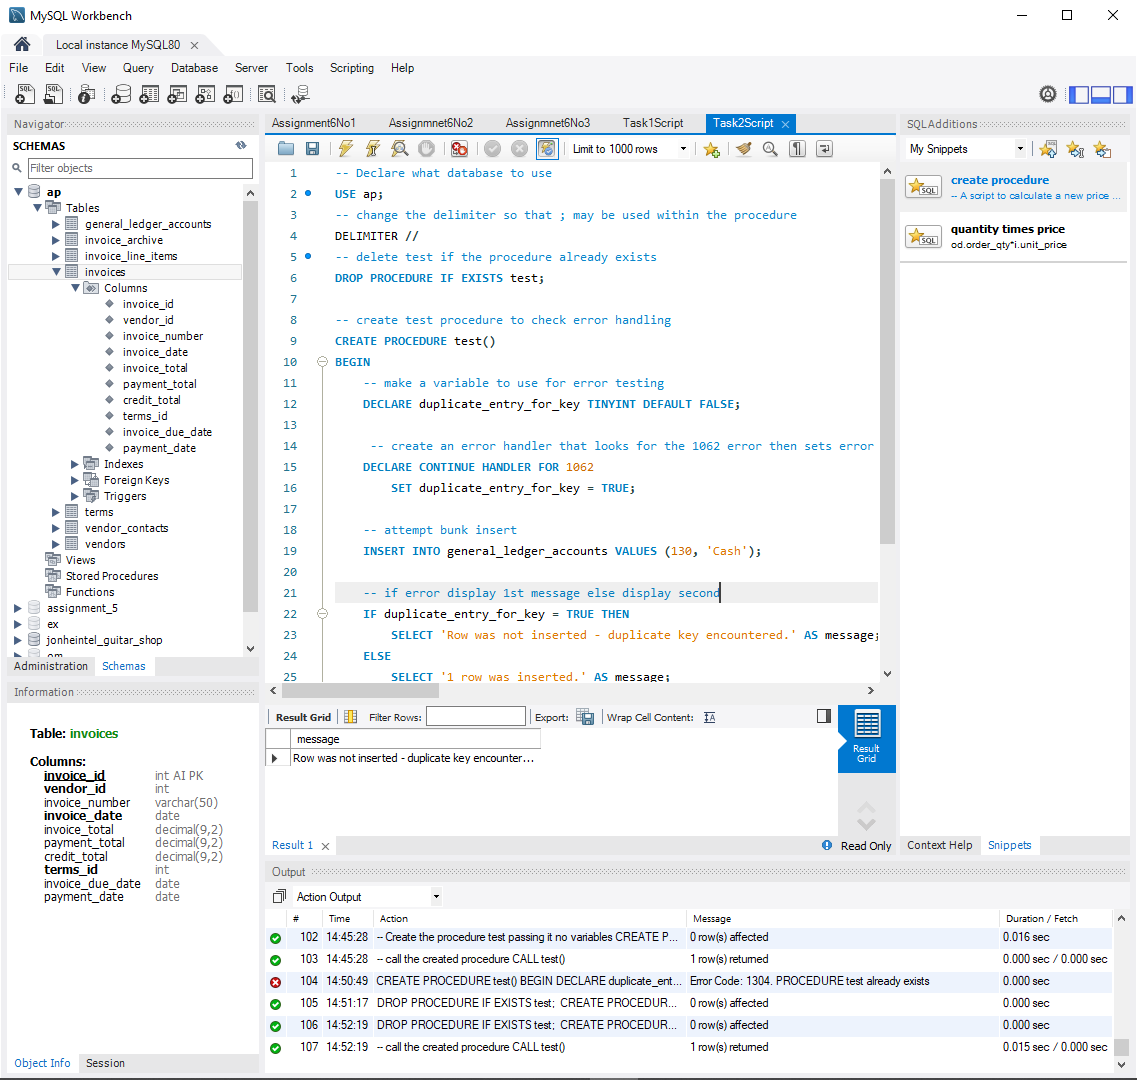 MySQL Workbench
Local instance MySQL80
File Edit View Query Database Server Tools Scripting Help
Navigator
SCHEMAS
Filter objects
ap
Tables
general_ledger_accounts
invoice_archive
invoice_line_items
invoices
Columns
invoice_id
vendor_id
invoice_number
invoice_date
invoice_total
payment_total
credit_total
terms_id
invoice_due_date
payment_date
Indexes
Foreign Keys
Triggers
terms
vendor_contacts
vendors
Views
Stored Procedures
Functions
assignment_5
ex
jonheintel_guitar_shop
om
Administration Schemas
Information
Table: invoices
Columns:
invoice_id int AI PK
vendor_id int
invoice_number varchar(50)
invoice_date date
invoice_total decimal(9,2)
payment_total decimal(9,2)
credit_total decimal(9,2)
terms_id int
invoice_due_date date
payment_date date
Object Info Session
Assignment6No1 Assignmnet6No2 Assignmnet6No3 Task1Script Task2Script
Limit to 1000 rows
1 -- Declare what database to use
2 USE ap;
3 -- change the delimiter so that ; may be used within the procedure
4 DELIMITER //
5 -- delete test if the procedure already exists
6 DROP PROCEDURE IF EXISTS test;
7
8 -- create test procedure to check error handling
9 CREATE PROCEDURE test()
10 BEGIN
11 -- make a variable to use for error testing
12 DECLARE duplicate_entry_for_key TINYINT DEFAULT FALSE;
13
14 -- create an error handler that looks for the 1062 error then sets error
15 DECLARE CONTINUE HANDLER FOR 1062
16 SET duplicate_entry_for_key = TRUE;
17
18 -- attempt bunk insert
19 INSERT INTO general_ledger_accounts VALUES (130, 'Cash');
20
21 -- if error display 1st message else display second
22 IF duplicate_entry_for_key = TRUE THEN
23 SELECT 'Row was not inserted - duplicate key encountered.' AS message;
24 ELSE
25 SELECT '1 row was inserted.' AS message;
Result Grid Filter Rows: Export: Wrap Cell Content:
message
Row was not inserted - duplicate key encounter...
Result Grid
Result 1 Read Only
SQLAdditions
My Snippets
create procedure
-- A script to calculate a new price ...
quantity times price
od.order_qty*i.unit_price
Context Help Snippets
Output
Action Output
# Time Action Message Duration / Fetch
102 14:45:28 -- Create the procedure test passing it no variables CREATE P... 0 row(s) affected 0.016 sec
103 14:45:28 -- call the created procedure CALL test() 1 row(s) returned 0.000 sec / 0.000 sec
104 14:50:49 CREATE PROCEDURE test() BEGIN DECLARE duplicate_ent... Error Code: 1304. PROCEDURE test already exists 0.000 sec
105 14:51:17 DROP PROCEDURE IF EXISTS test; CREATE PROCEDUR... 0 row(s) affected 0.000 sec
106 14:52:19 DROP PROCEDURE IF EXISTS test; CREATE PROCEDUR... 0 row(s) affected 0.000 sec
107 14:52:19 -- call the created procedure CALL test() 1 row(s) returned 0.015 sec / 0.000 sec